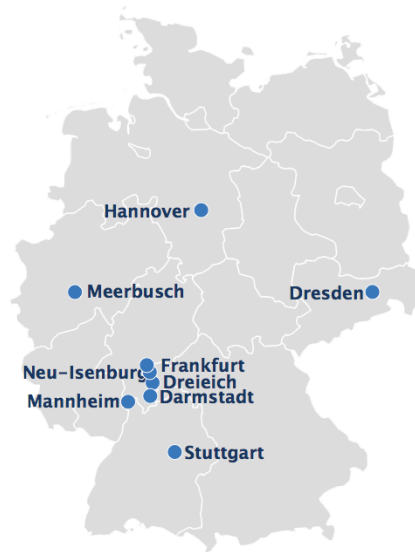 Hannover
Meerbusch
Dresden
Frankfurt
Neu-Isenburg
Dreieich
Darmstadt
Mannheim
Stuttgart